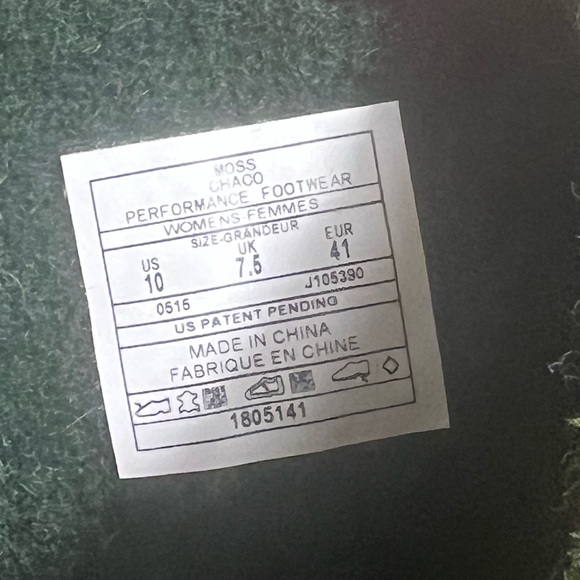 MOSS
CHACO
PERFORMANCE FOOTWEAR
WOMENS-FEMMES
SIZE-GRANDEUR
US UK EUR
10 7.5 41
0515 J105390
US PATENT PENDING
MADE IN CHINA
FABRIQUE EN CHINE
1805141